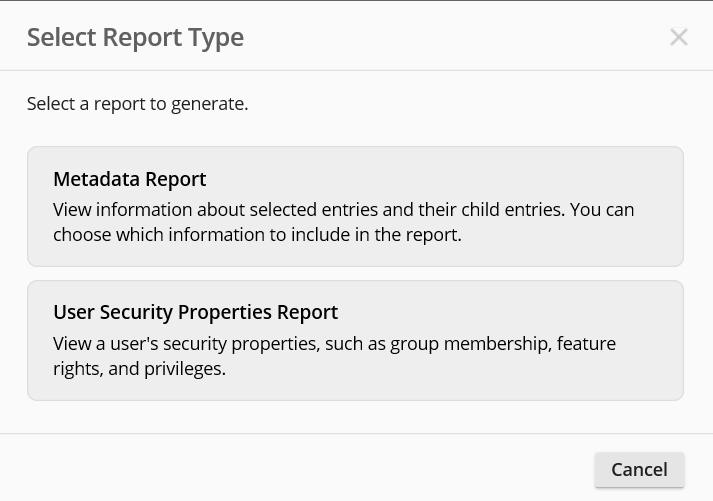 Select Report Type
Select a report to generate.
Metadata Report
View information about selected entries and their child entries. You can
choose which information to include in the report.
User Security Properties Report
View a user's security properties, such as group membership, feature
rights, and privileges.
Cancel